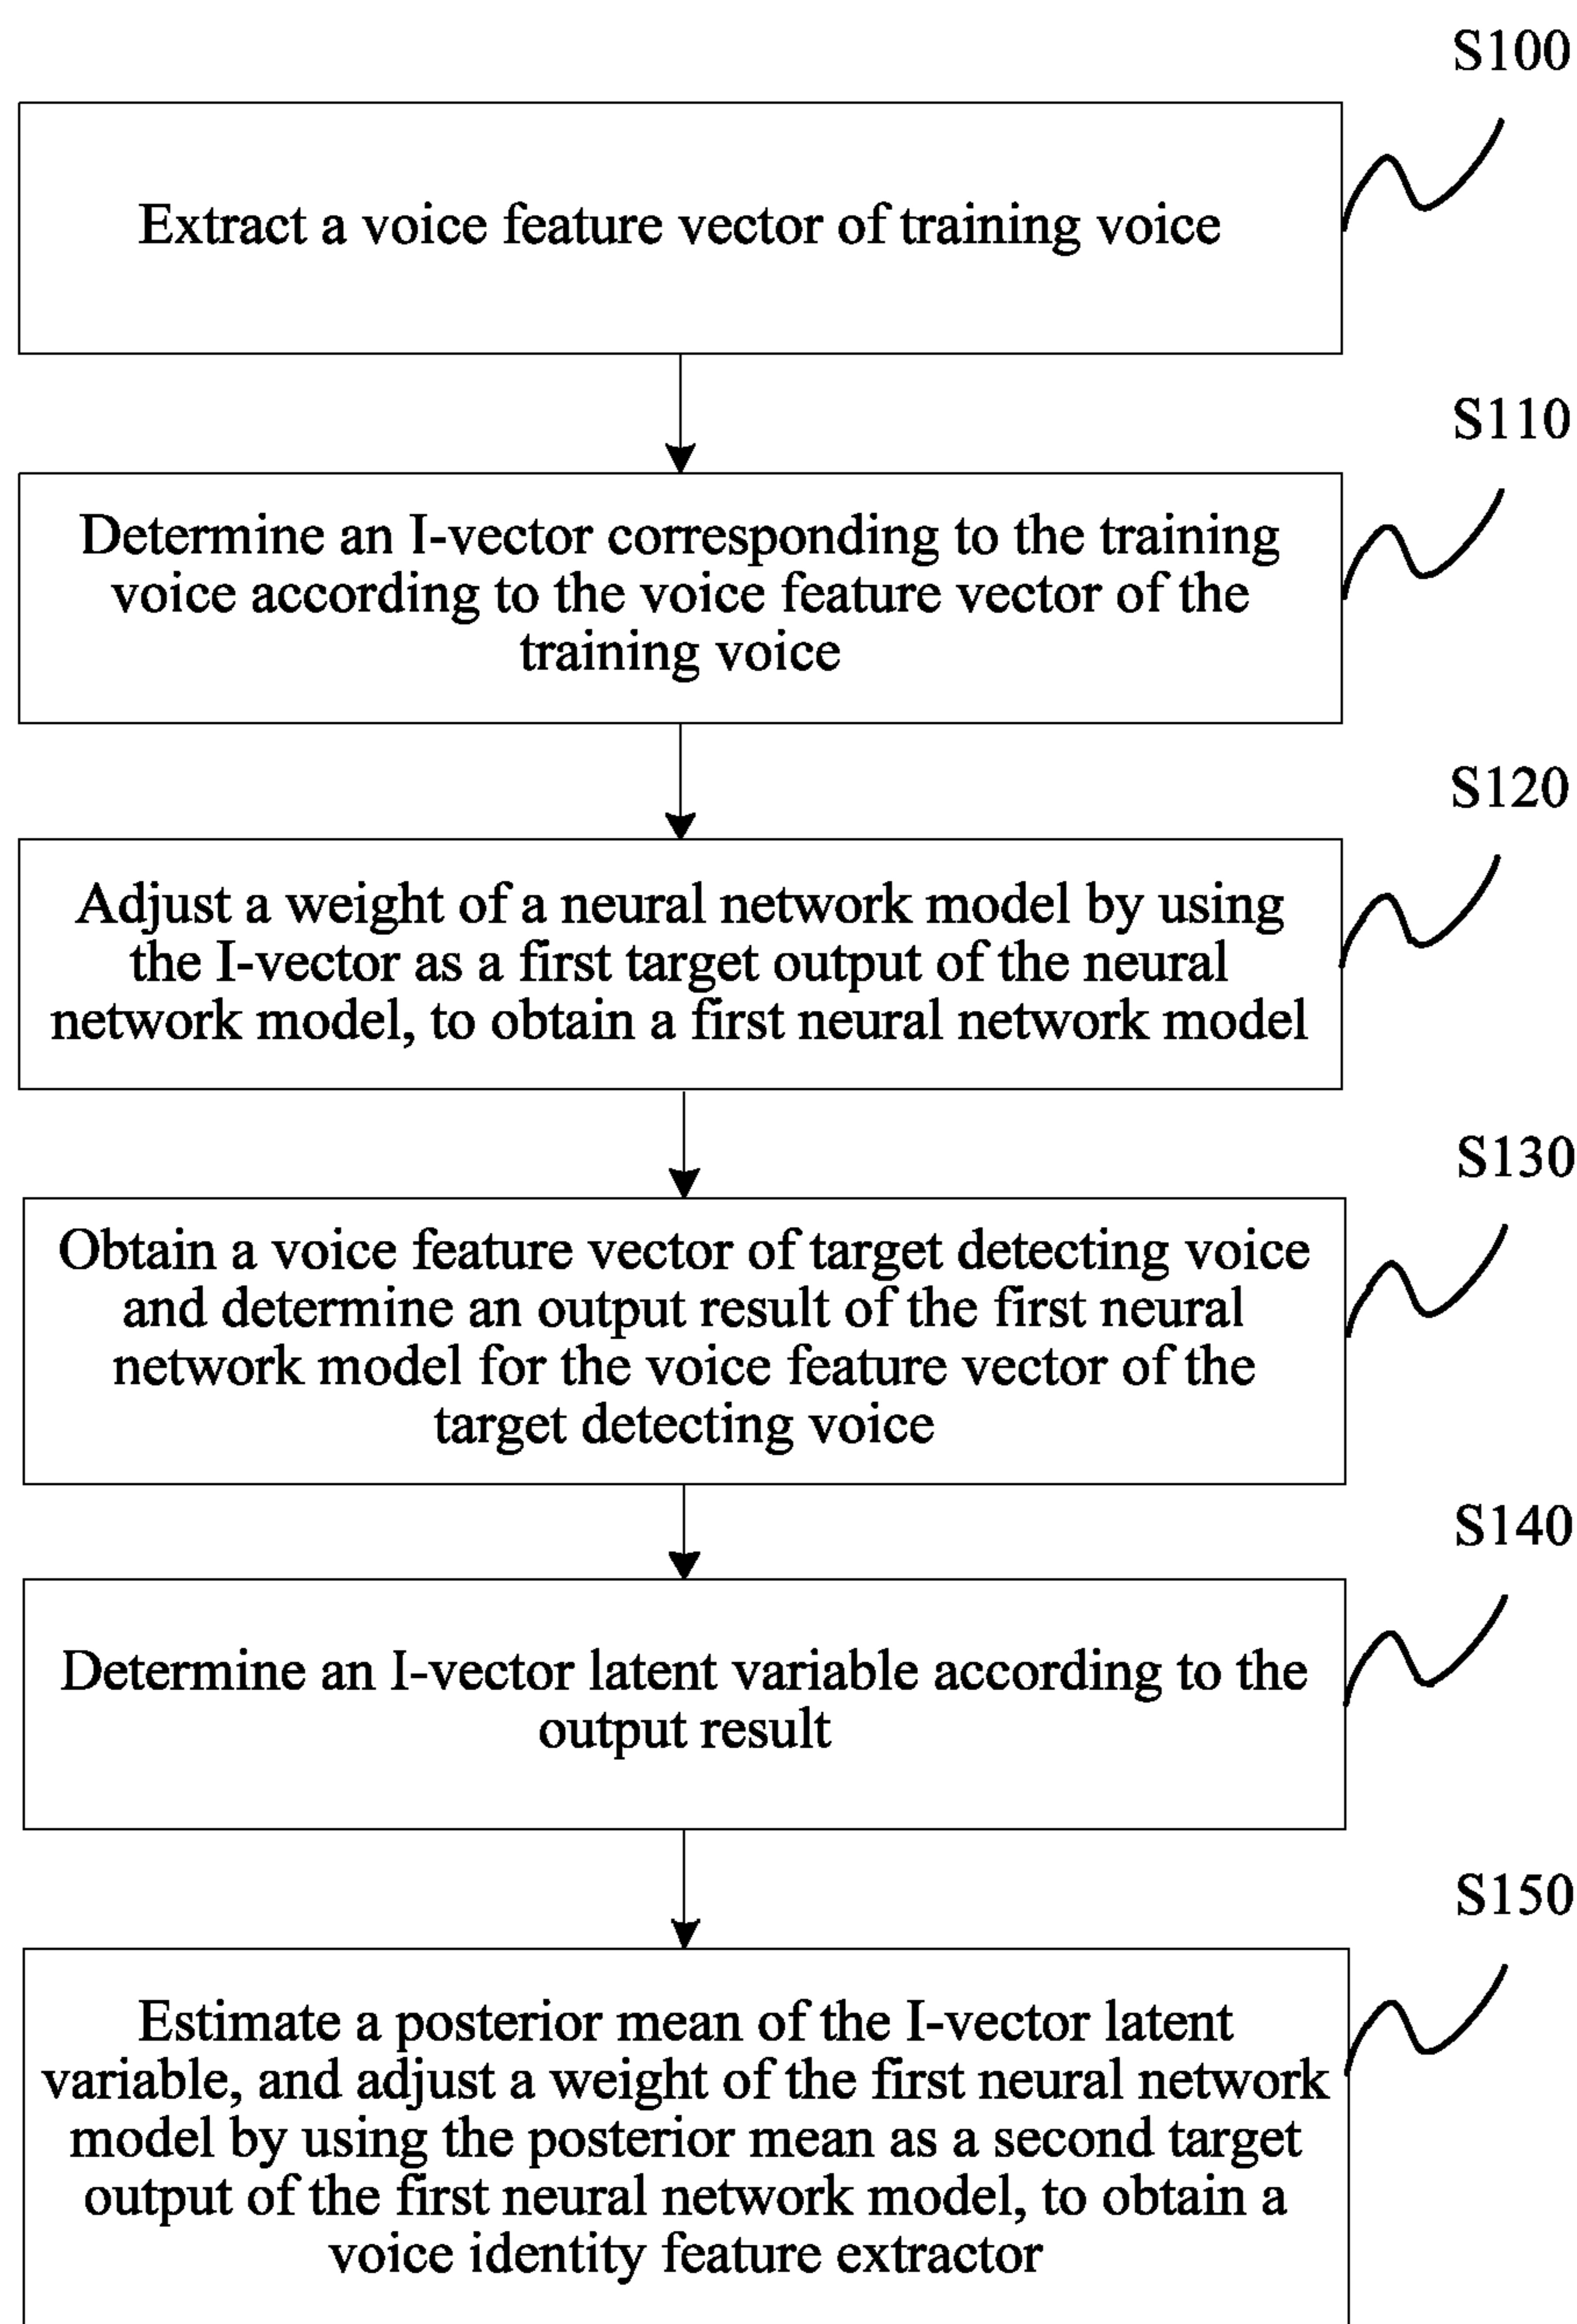 S100
Extract a voice feature vector of training voice
S110
Determine an I-vector corresponding to the training
voice according to the voice feature vector of the
training voice
S120
Adjust a weight of a neural network model by using
the I-vector as a first target output of the neural
network model, to obtain a first neural network model
S130
Obtain a voice feature vector of target detecting voice
and determine an output result of the first neural
network model for the voice feature vector of the
target detecting voice
S140
Determine an I-vector latent variable according to the
output result
S150
Estimate a posterior mean of the I-vector latent
variable, and adjust a weight of the first neural network
model by using the posterior mean as a second target
output of the first neural network model, to obtain a
voice identity feature extractor